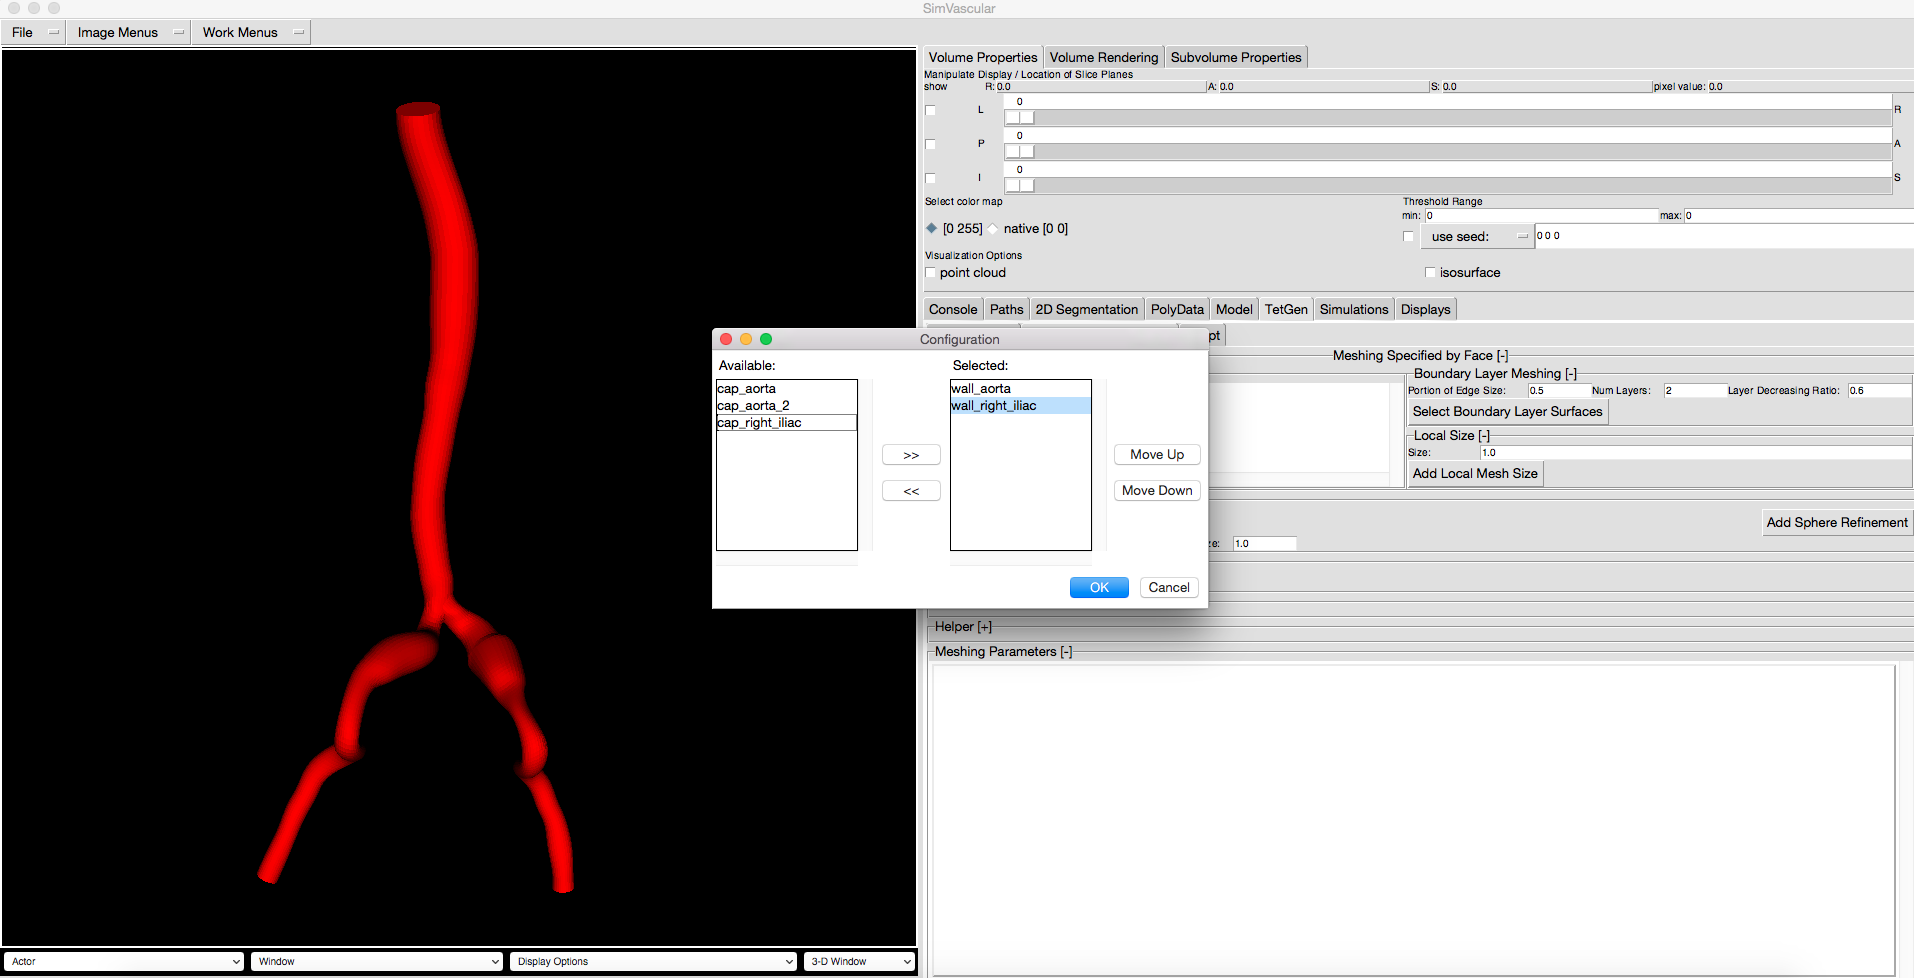 SimVascular
File Image Menus Work Menus
Volume Properties Volume Rendering Subvolume Properties
Manipulate Display / Location of Slice Planes
show R: 0.0 A: 0.0 S: 0.0 pixel value: 0.0
0
L R
0
P A
0
I S
Select color map Threshold Range
min: 0 max: 0
[0 255] native [0 0] use seed: 0 0 0
Visualization Options
point cloud isosurface
Console Paths 2D Segmentation PolyData Model TetGen Simulations Displays
pt
Configuration
Meshing Specified by Face [-]
Available: Selected:
Boundary Layer Meshing [-]
cap_aorta wall_aorta
Portion of Edge Size: 0.5 Num Layers: 2 Layer Decreasing Ratio: 0.6
cap_aorta_2 wall_right_iliac
Select Boundary Layer Surfaces
cap_right_iliac
Local Size [-]
Size: 1.0
>> Move Up
Add Local Mesh Size
<< Move Down
Add Sphere Refinement
ze: 1.0
OK Cancel
Helper [+]
Meshing Parameters [-]
Actor Window Display Options 3-D Window